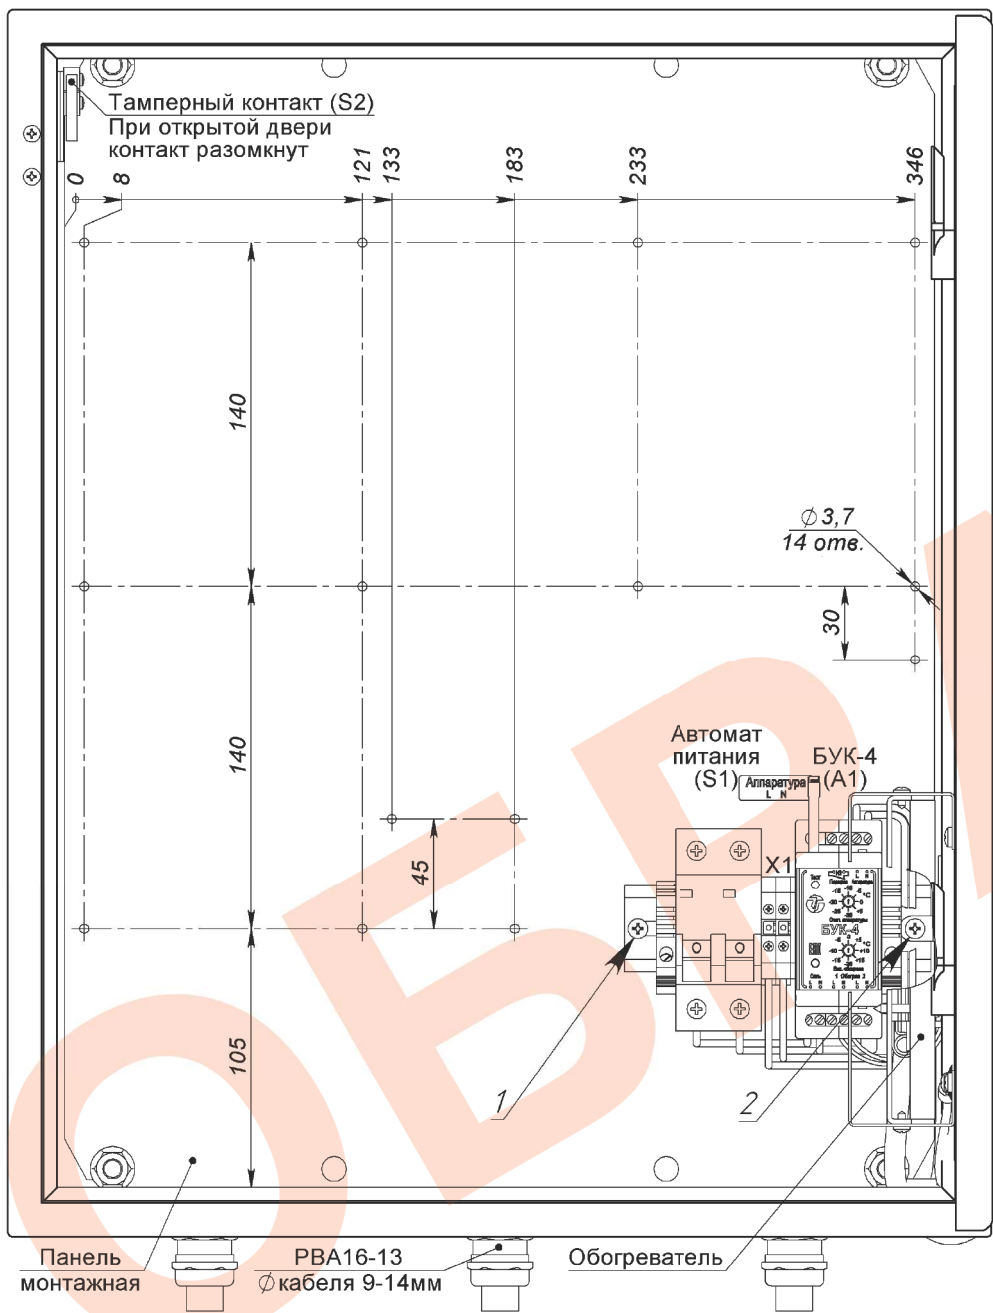 Тамперный контакт (S2)
При открытой двери
контакт разомкнут
0
8
121
133
183
233
346
140
Ø3,7
14 отв.
30
140
Автомат
питания
(S1)
БУК-4
(A1)
Аппаратура
L N
45
X1
БУК-4
105
1
2
Панель
монтажная
РВА16-13
Ø кабеля 9-14мм
Обогреватель
ОБРА